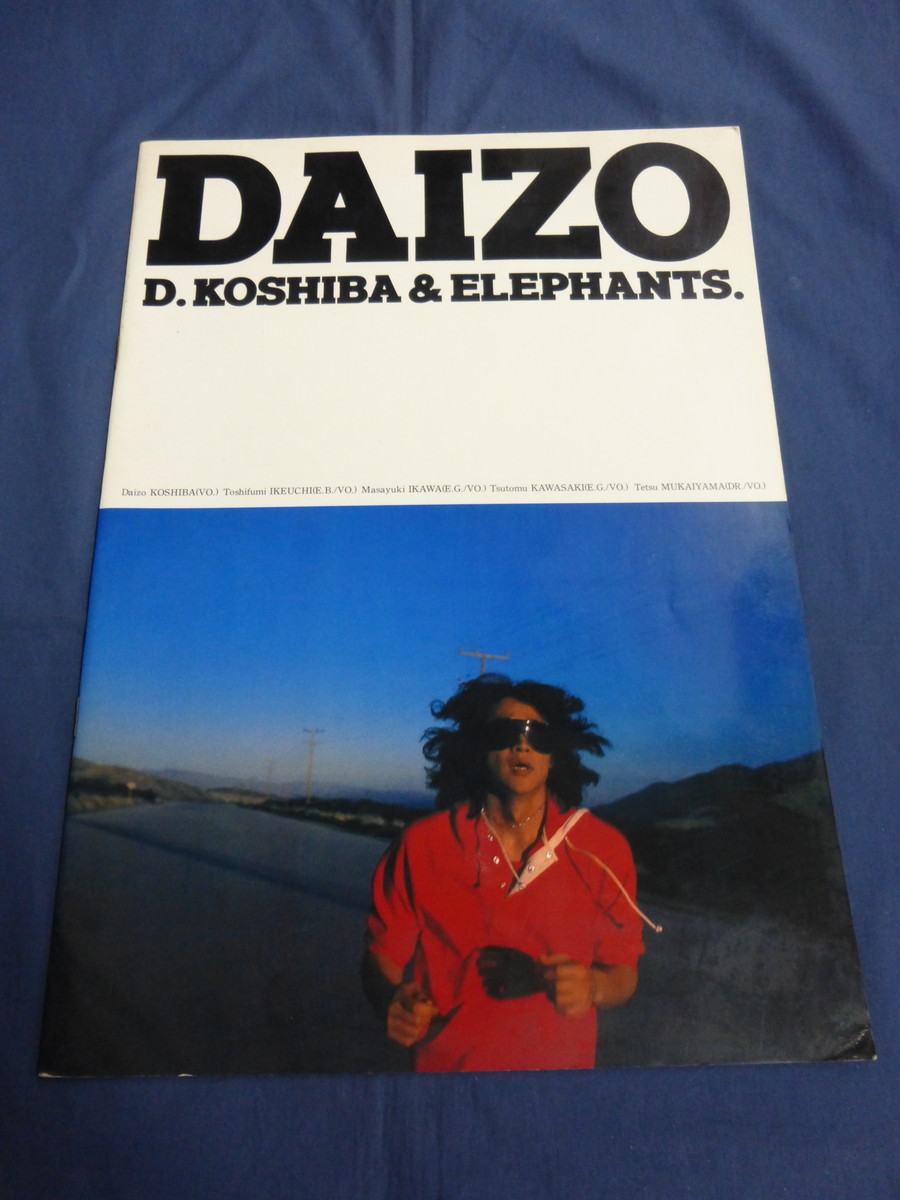 DAIZO
D. KOSHIBA & ELEPHANTS.
Daizo KOSHIBA(VO.) Toshifumi IKEUCHI(E.B./VO.) Masayuki IKAWA(E.G./VO.) Tsutomu KAWASAKI(E.G./VO.) Tetsu MUKAIYAMA(DR./VO.)